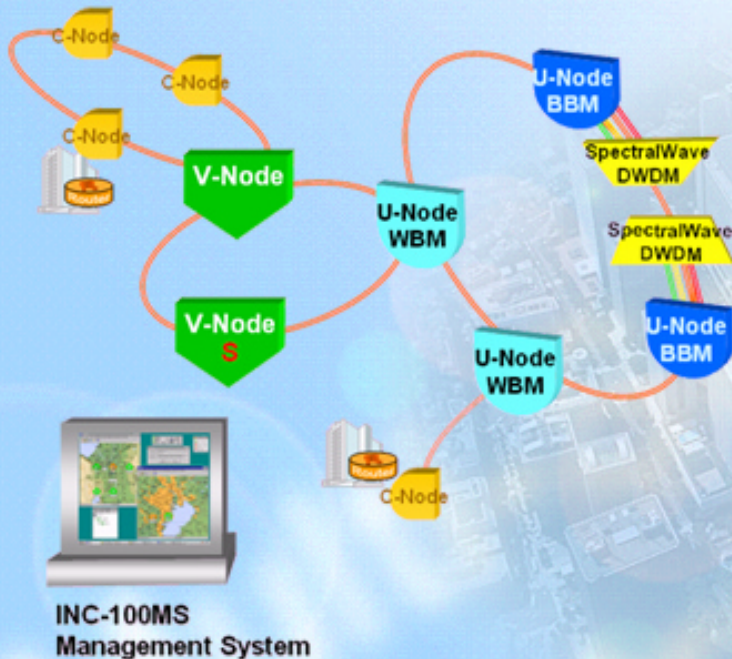 C-Node
C-Node
C-Node
Router
V-Node
V-Node
S
U-Node
WBM
U-Node
BBM
SpectralWave
DWDM
SpectralWave
DWDM
U-Node
BBM
U-Node
WBM
Router
C-Node
INC-100MS
Management System